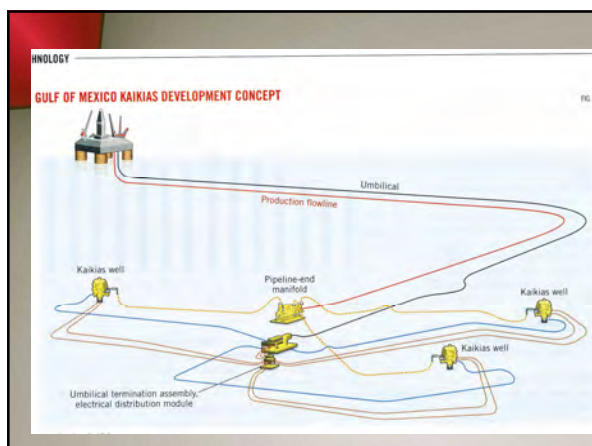 HNOLOGY
GULF OF MEXICO KAIKIAS DEVELOPMENT CONCEPT
FIG
Umbilical
Production flowline
Kaikias well
Pipeline-end
manifold
Kaikias well
Kaikias well
Umbilical termination assembly,
electrical distribution module